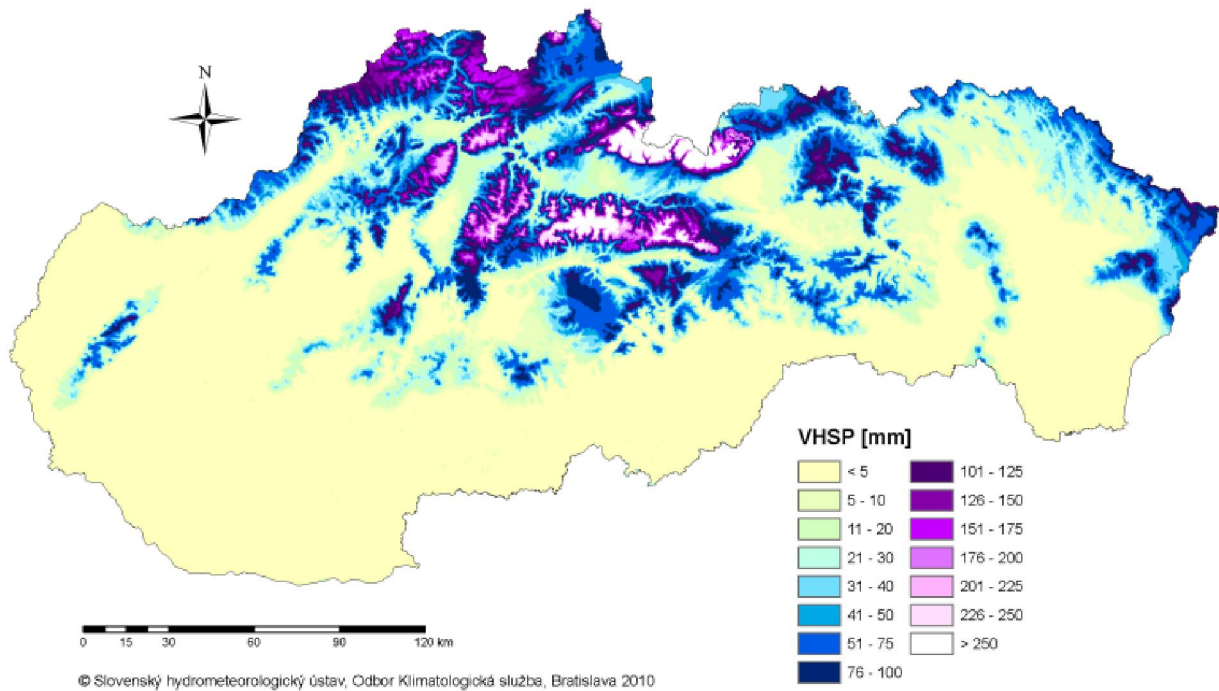 N
VHSP [mm]
< 5
5 - 10
11 - 20
21 - 30
31 - 40
41 - 50
51 - 75
76 - 100
101 - 125
126 - 150
151 - 175
176 - 200
201 - 225
226 - 250
> 250
0 15 30 60 90 120 km
© Slovenský hydrometeorologický ústav, Odbor Klimatologická služba, Bratislava 2010